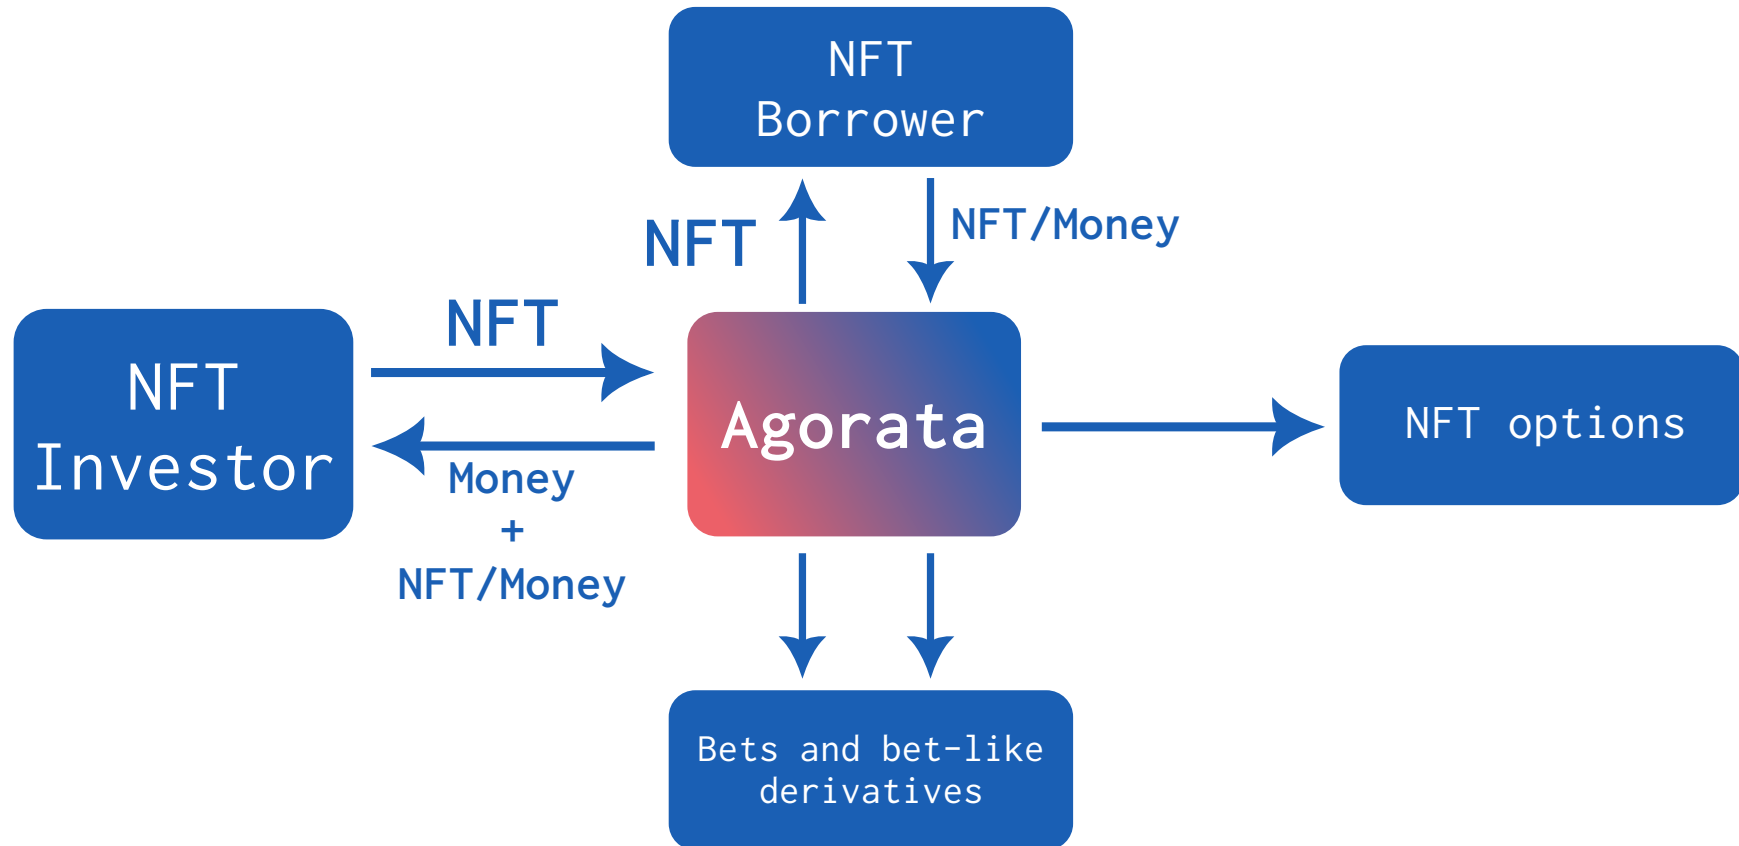 NFT
Borrower
NFT
NFT/Money
NFT
NFT
Investor
Agorata
NFT options
Money
+
NFT/Money
Bets and bet-like
derivatives